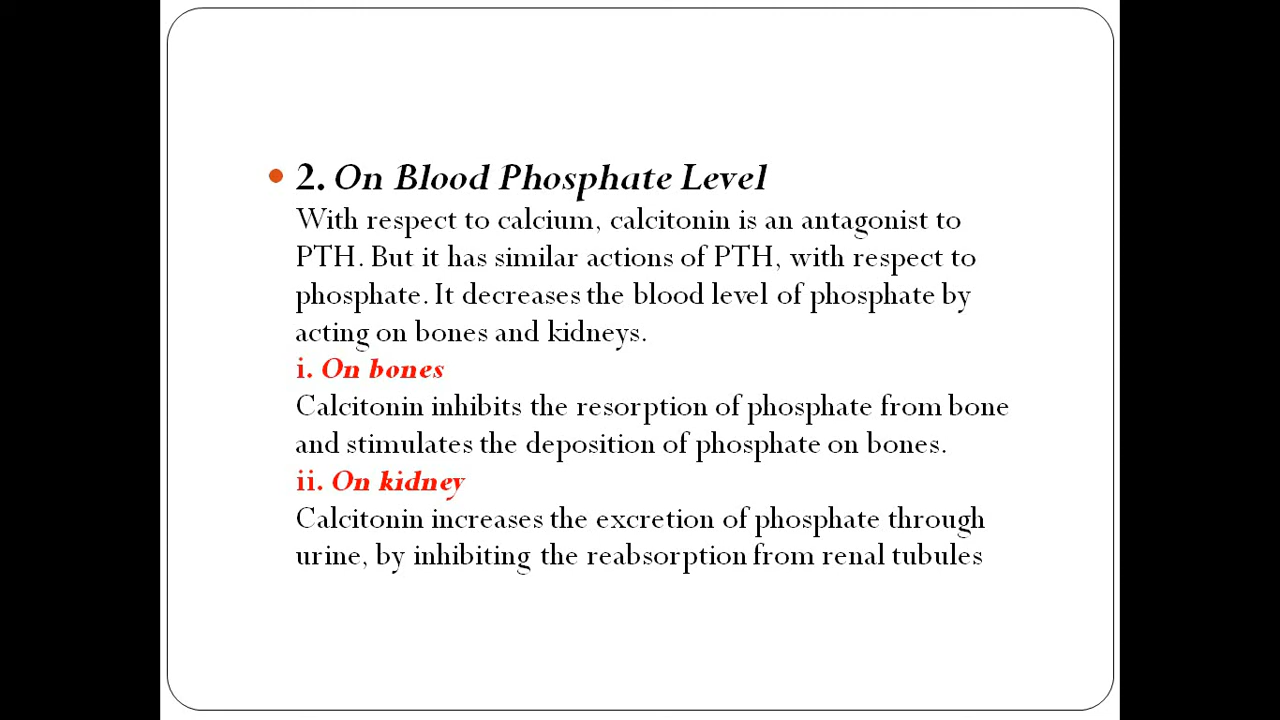 2. On Blood Phosphate Level
With respect to calcium, calcitonin is an antagonist to
PTH. But it has similar actions of PTH, with respect to
phosphate. It decreases the blood level of phosphate by
acting on bones and kidneys.
i. On bones
Calcitonin inhibits the resorption of phosphate from bone
and stimulates the deposition of phosphate on bones.
ii. On kidney
Calcitonin increases the excretion of phosphate through
urine, by inhibiting the reabsorption from renal tubules